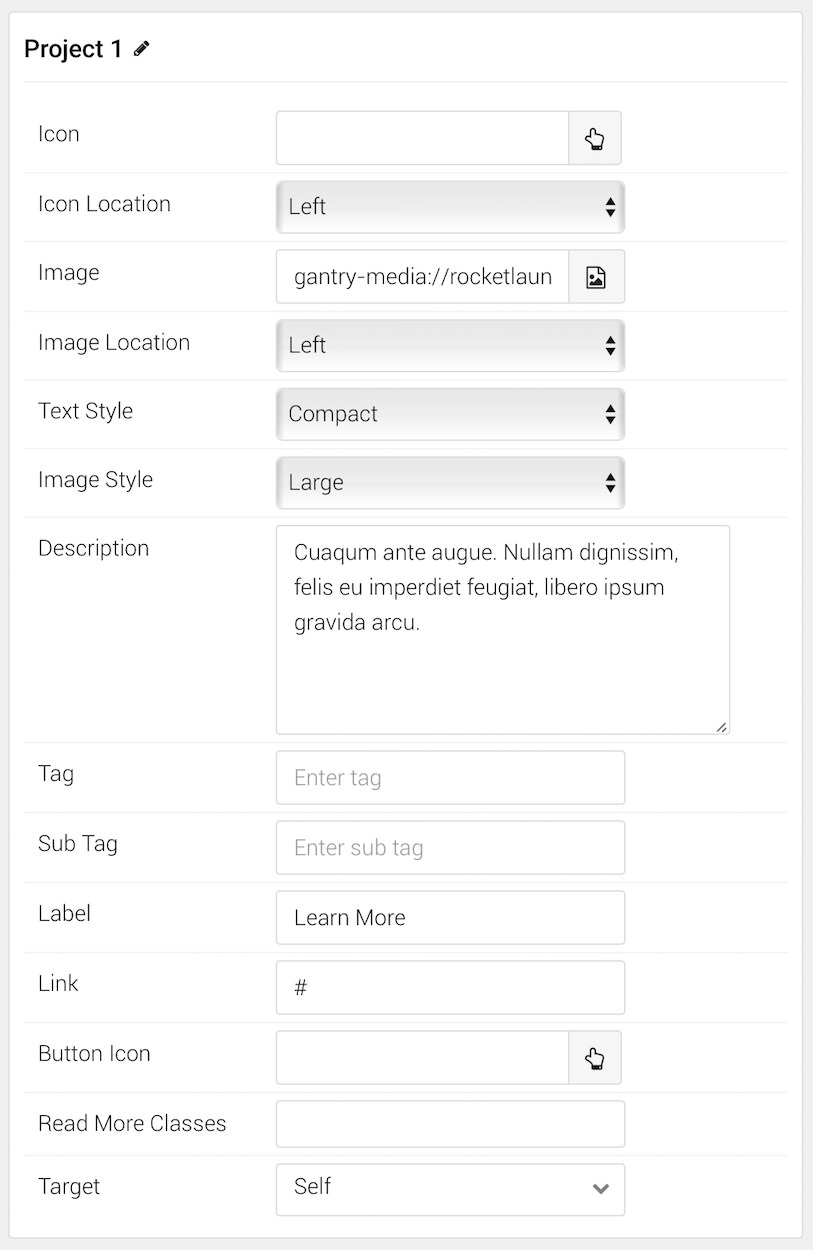 Project 1
Icon
Icon Location
Left
Image
gantry-media://rocketlaun
Image Location
Left
Text Style
Compact
Image Style
Large
Description
Cuaqum ante augue. Nullam dignissim,
felis eu imperdiet feugiat, libero ipsum
gravida arcu.
Tag
Enter tag
Sub Tag
Enter sub tag
Label
Learn More
Link
#
Button Icon
Read More Classes
Target
Self